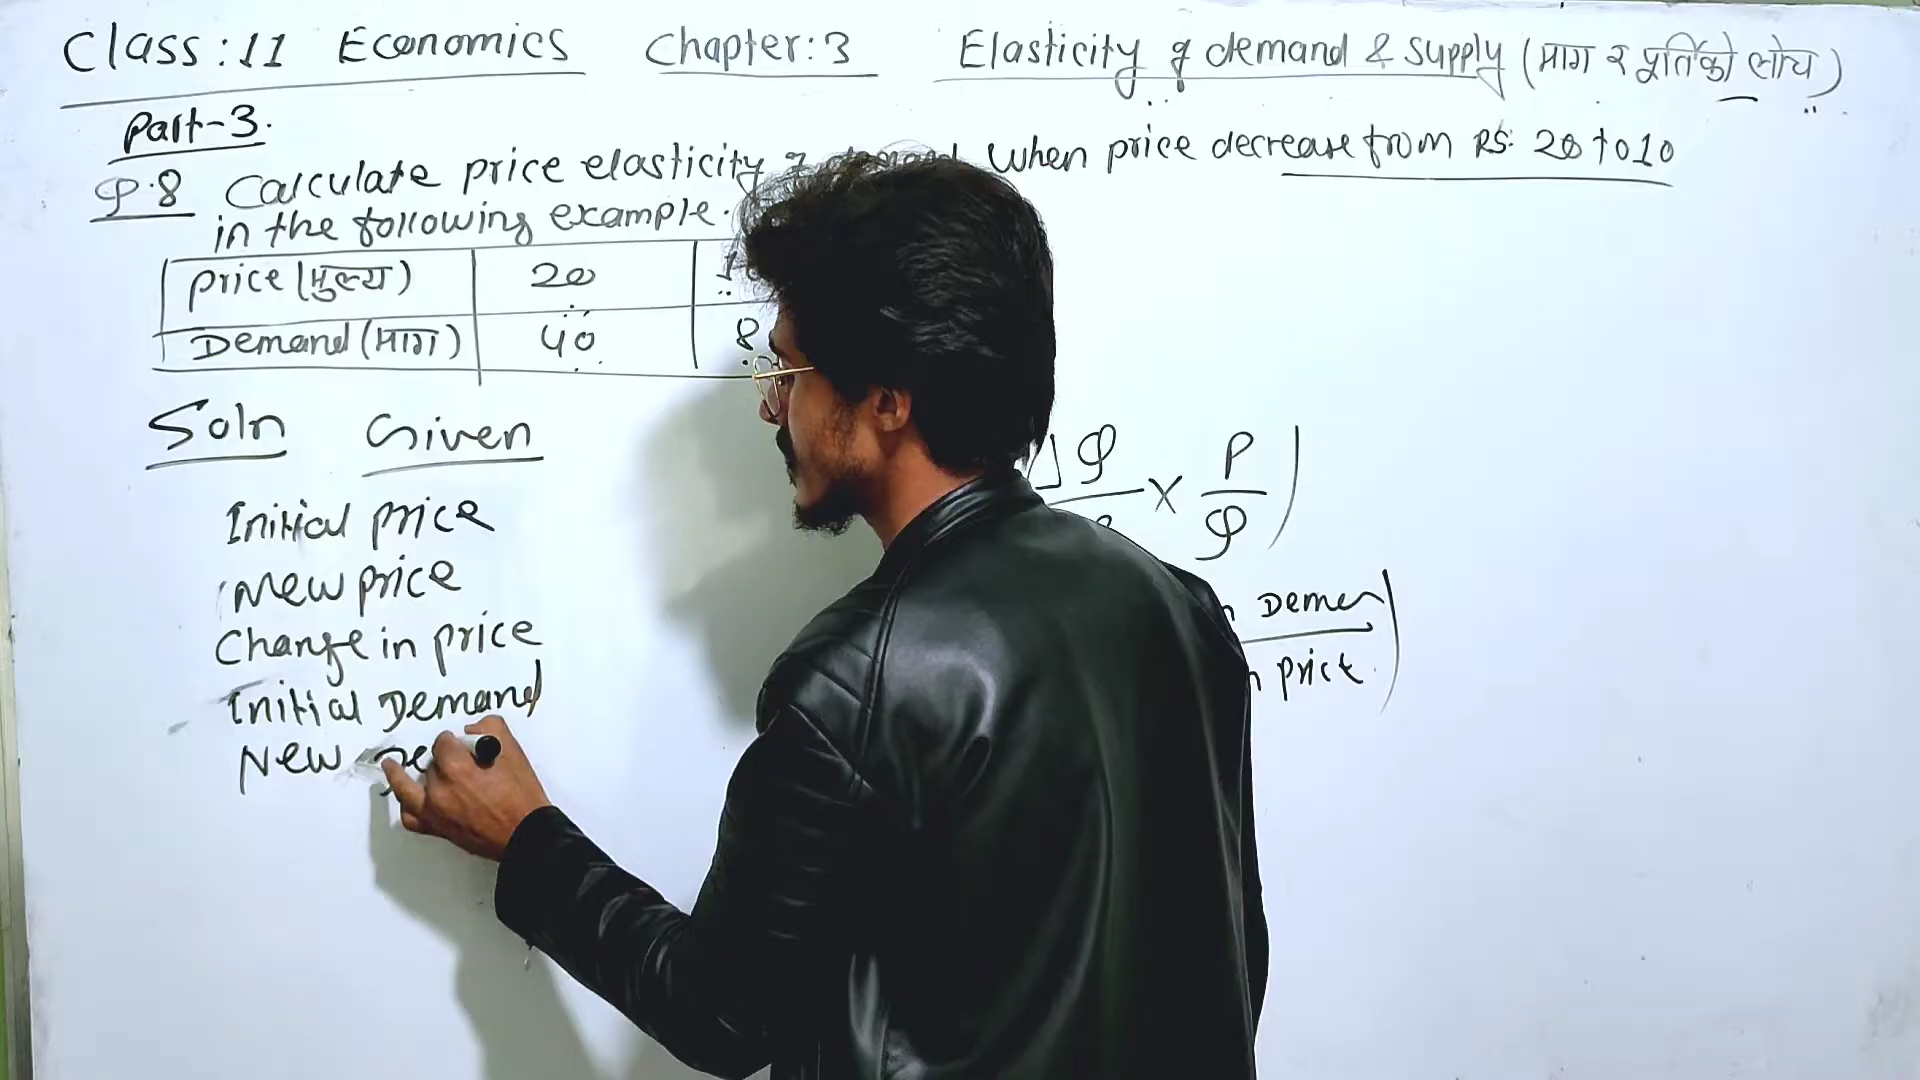 Class:11 Economics Chapter:3 Elasticity of demand & supply (माग र पूर्तिको लोच)
Part-3.
Q.8 Calculate price elasticity of demand when price decrease from RS: 20 to 10
in the following example.
Price (मुल्य) 20
Demand (माग) 40 8
Soln Given
Initial price
New price
Change in price
Initial Demand
New De
ΔQ P
× )
Q
Demen
price